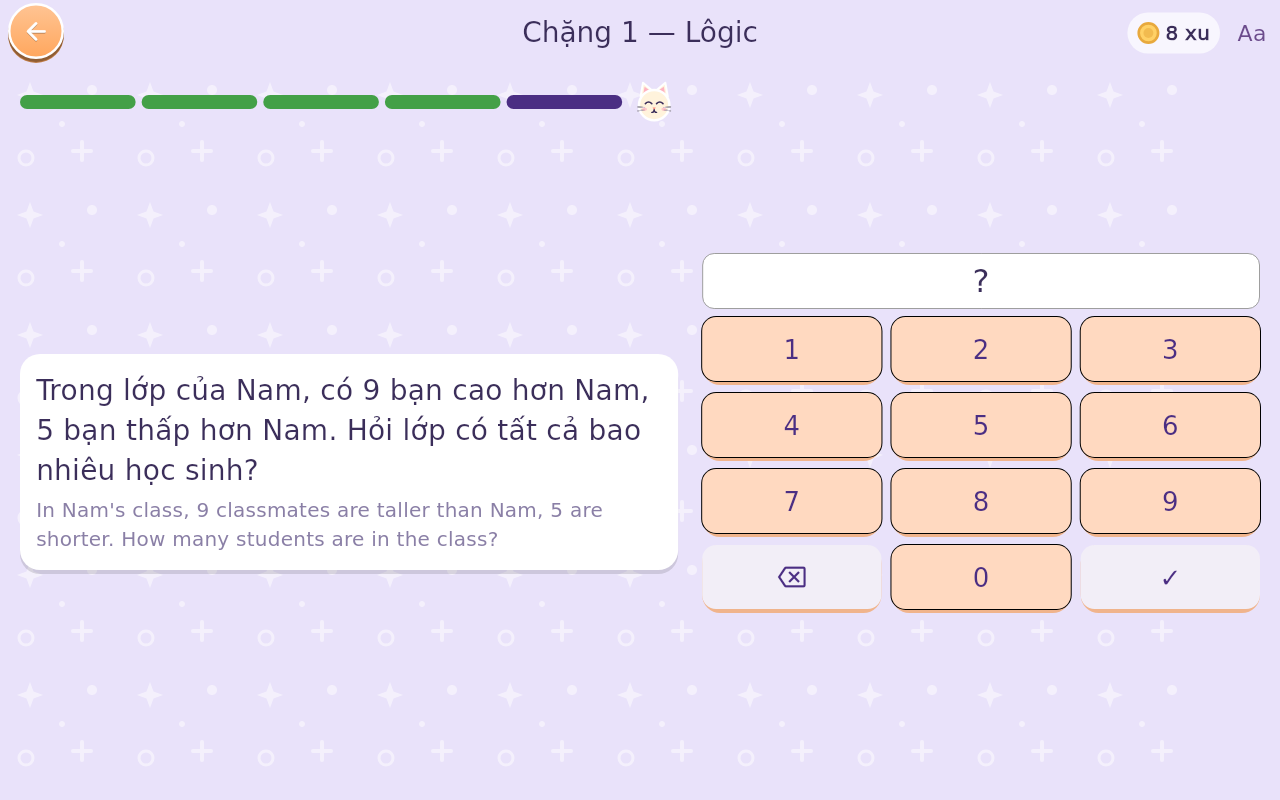 Chặng 1 — Lôgic
8 xu
Aa
Trong lớp của Nam, có 9 bạn cao hơn Nam,
5 bạn thấp hơn Nam. Hỏi lớp có tất cả bao
nhiêu học sinh?
In Nam's class, 9 classmates are taller than Nam, 5 are
shorter. How many students are in the class?
?
1 2 3
4 5 6
7 8 9
0 ✓